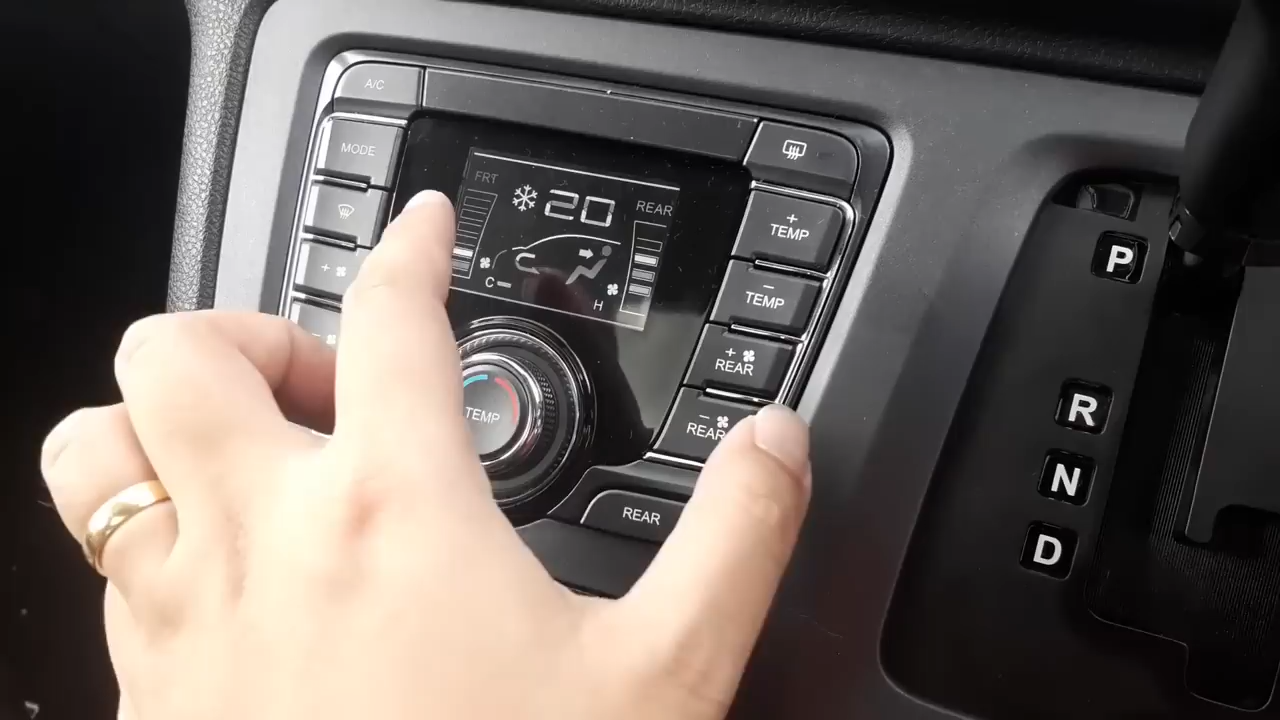 A/C
MODE
FRT
20
REAR
C
H
+
TEMP
−
TEMP
+
REAR
−
REAR
+
−
TEMP
REAR
P
R
N
D